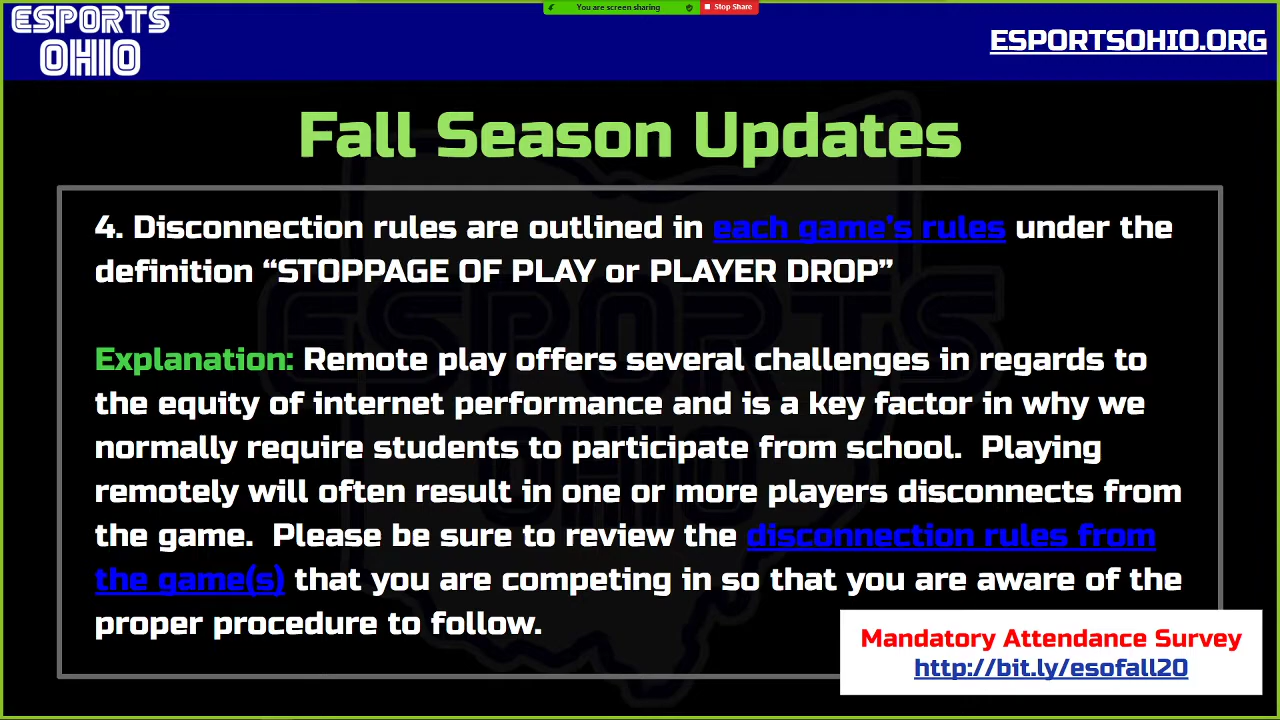 ESPORTS
OHIO
You are screen sharing
Stop Share
ESPORTSOHIO.ORG
Fall Season Updates
4. Disconnection rules are outlined in each game's rules under the
definition “STOPPAGE OF PLAY or PLAYER DROP”
Explanation: Remote play offers several challenges in regards to
the equity of internet performance and is a key factor in why we
normally require students to participate from school.  Playing
remotely will often result in one or more players disconnects from
the game.  Please be sure to review the disconnection rules from
the game(s) that you are competing in so that you are aware of the
proper procedure to follow.
Mandatory Attendance Survey
http://bit.ly/esofall20
ESPORTS
OHIO